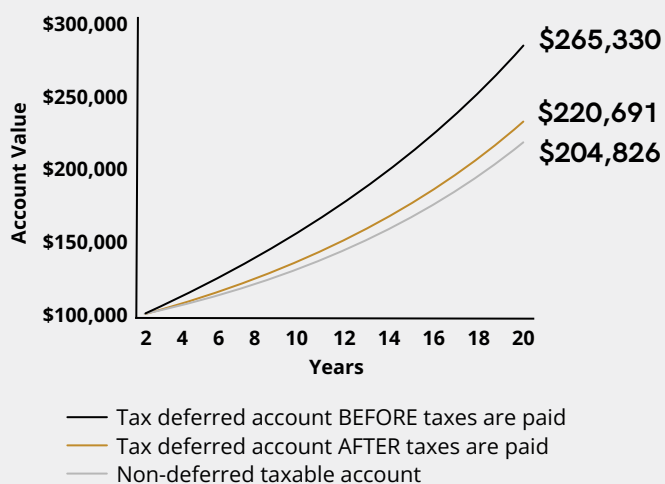 $300,000
$265,330
$250,000
$220,691
$204,826
$200,000
Account Value
$150,000
$100,000
2 4 6 8 10 12 14 16 18 20
Years
Tax deferred account BEFORE taxes are paid
Tax deferred account AFTER taxes are paid
Non-deferred taxable account